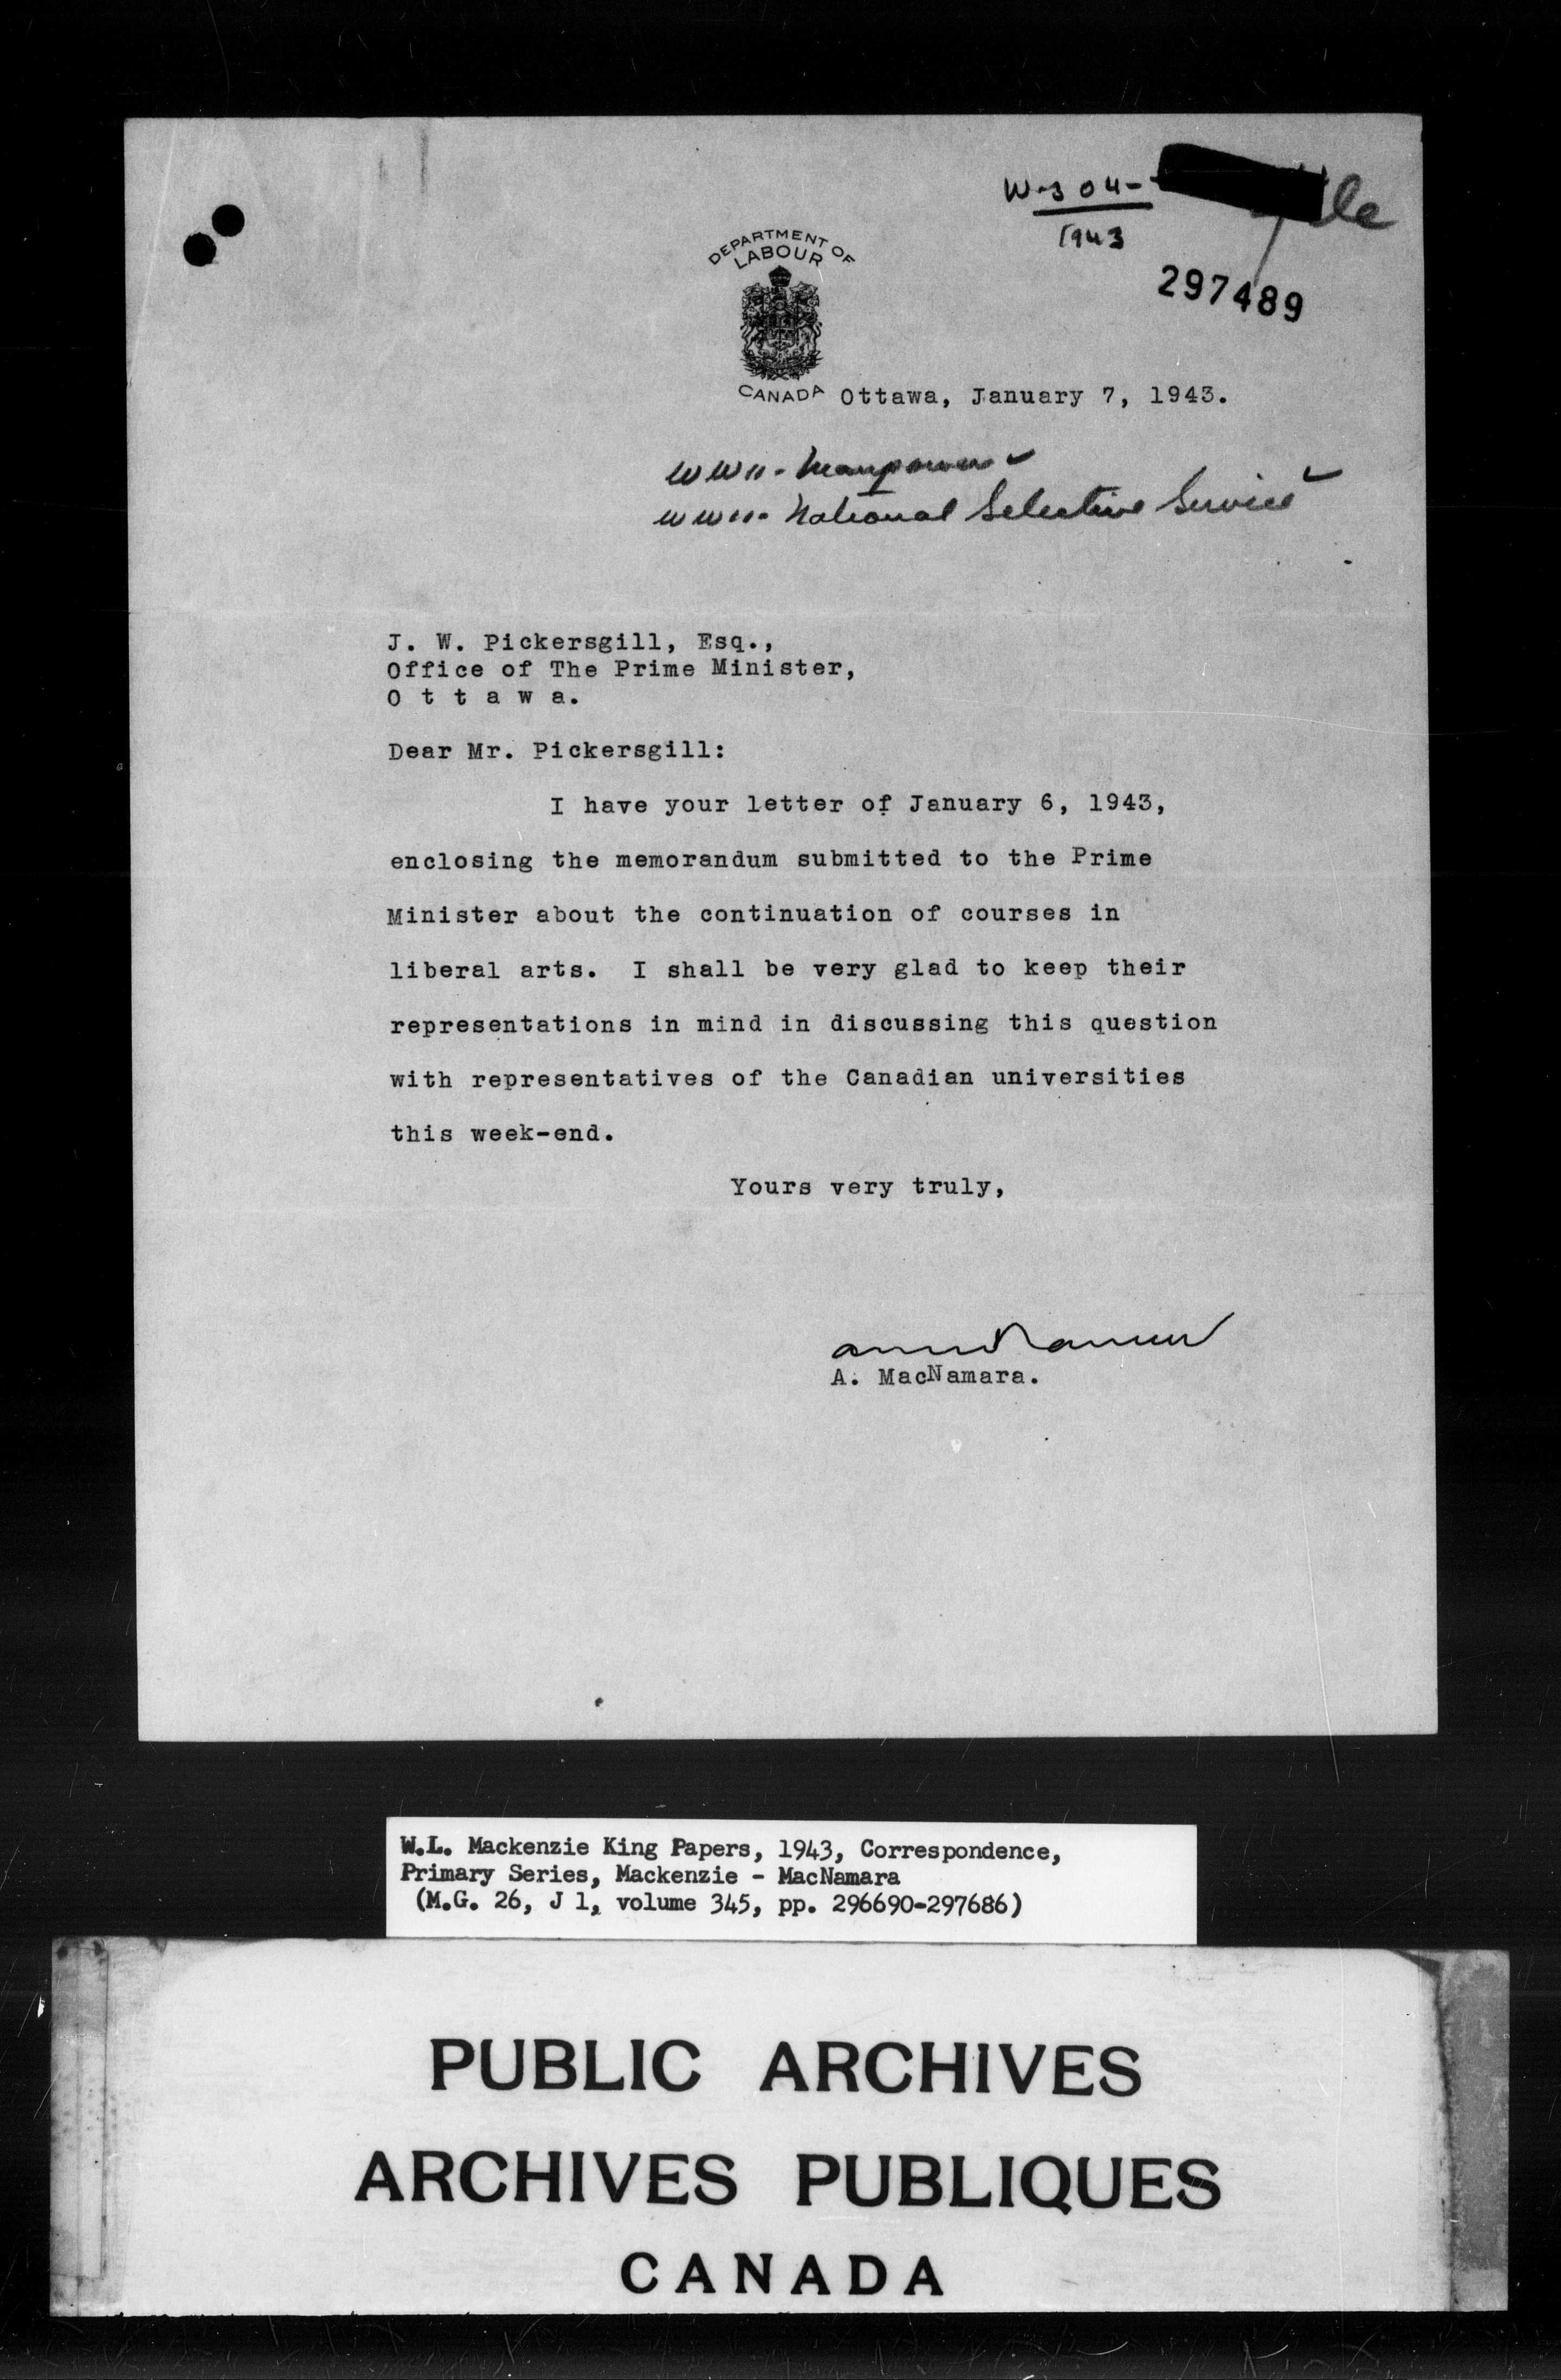 W-304-
1943
297489
DEPARTMENT OF
LABOUR
CANADA
Ottawa, January 7, 1943.
WWII - Manpower
WWII - National Selective Service
J. W. Pickersgill, Esq.,
Office of The Prime Minister,
O t t a w a.
Dear Mr. Pickersgill:
I have your letter of January 6, 1943,
enclosing the memorandum submitted to the Prime
Minister about the continuation of courses in
liberal arts. I shall be very glad to keep their
representations in mind in discussing this question
with representatives of the Canadian universities
this week-end.
Yours very truly,
A. MacNamara.
W.L. Mackenzie King Papers, 1943, Correspondence,
Primary Series, Mackenzie - MacNamara
(M.G. 26, J 1, volume 345, pp. 296690-297686)
PUBLIC ARCHIVES
ARCHIVES PUBLIQUES
CANADA